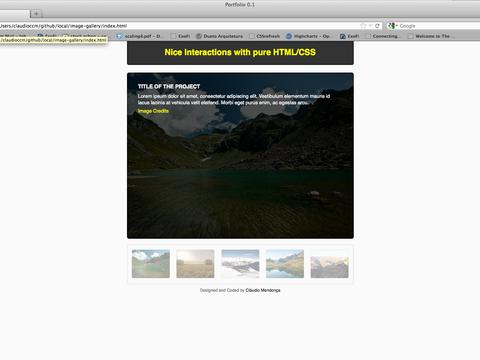 Portfolio 0.1
/users/claudioccm/github/local/image-gallery/index.html
Google
claudioccm/github/local/image-gallery/index.html
scaling4.pdf - ...
ExoFi
Dunto Arquitetura
CSSrefresh
Highcharts - Op...
ExoFi
Connecting...
Welcome to The ...
Nice Interactions with pure HTML/CSS
TITLE OF THE PROJECT
Lorem ipsum dolor sit amet, consectetur adipiscing elit. Vestibulum elementum mauris id
lacus lacinia at vehicula velit eleifend. Morbi eget purus enim, ac egestas arcu.
Image Credits
Designed and Coded by Cláudio Mendonça